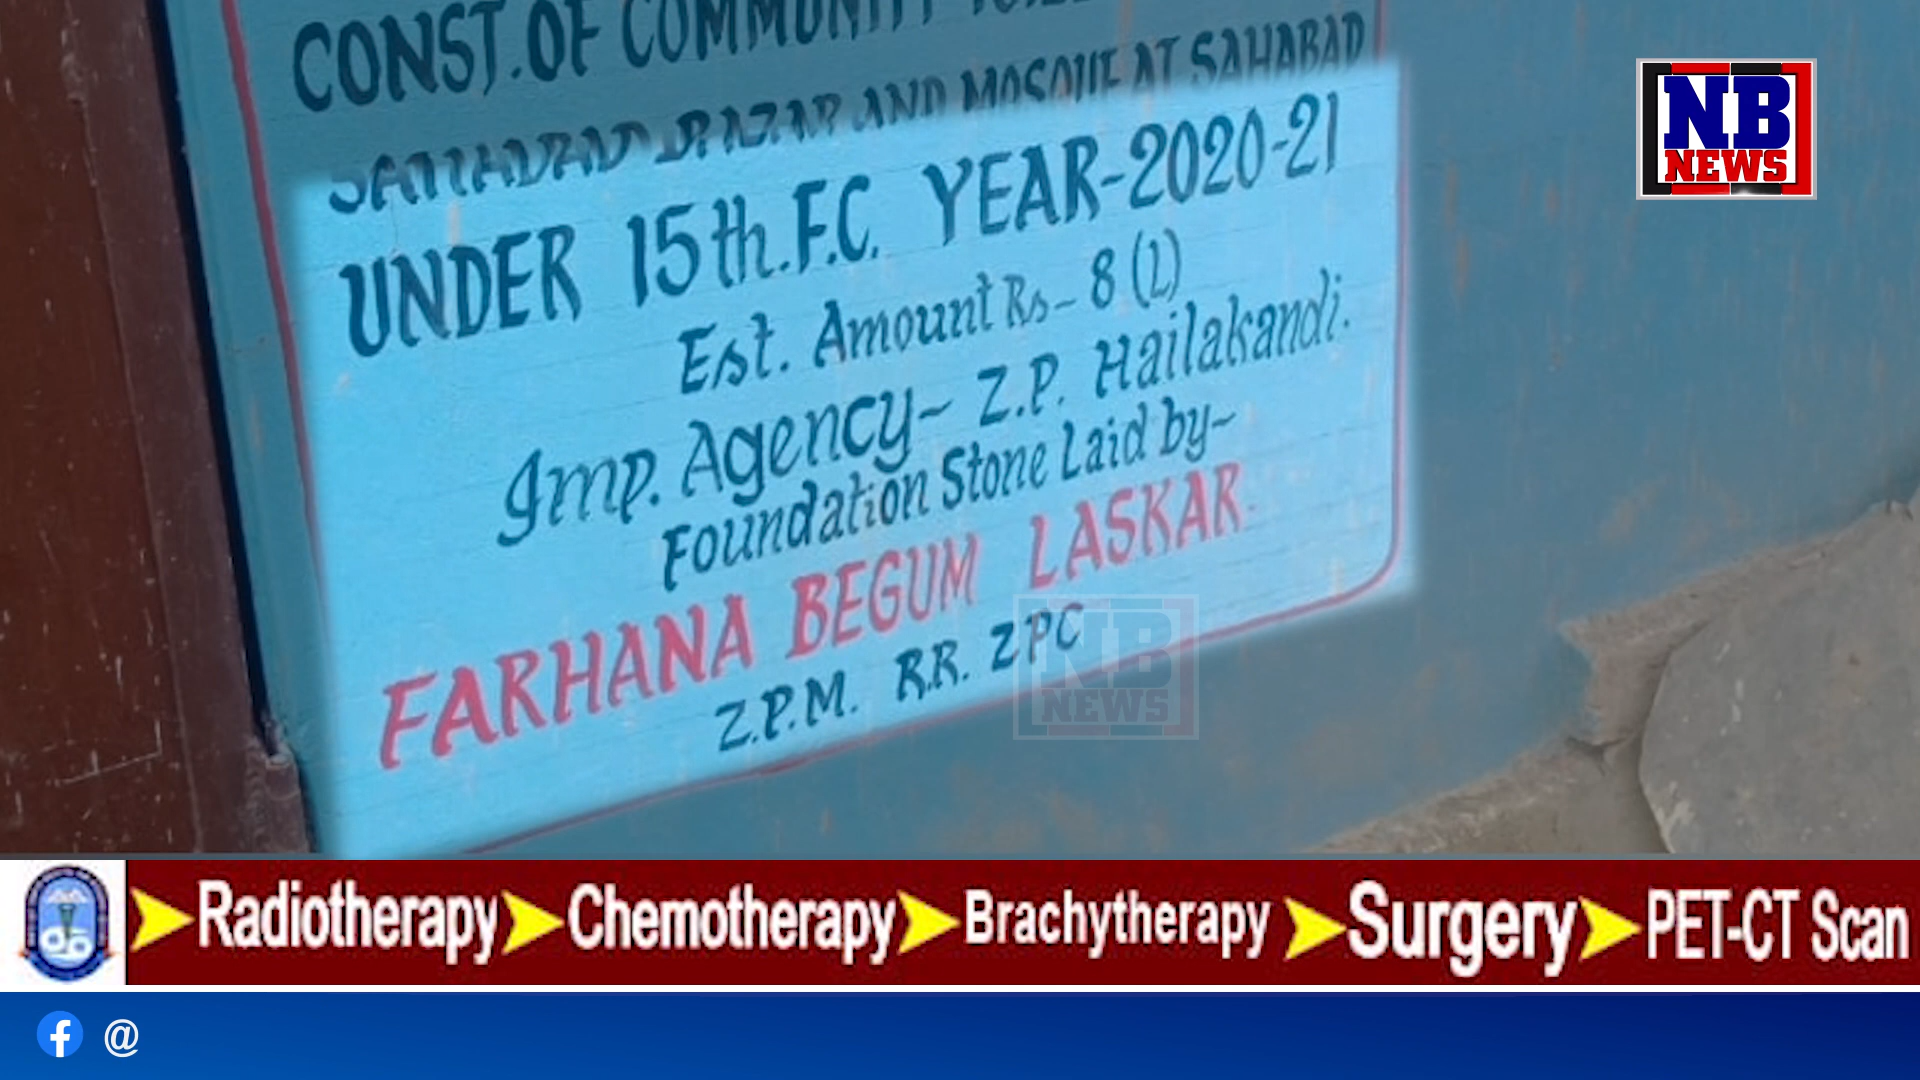 CONST. OF COMMUNITY
SAHABAD BAZAR AND MOSQUE AT SAHABAD
UNDER 15th. F.C. YEAR-2020-21
Est. Amount Rs- 8 (L)
Imp. Agency- Z.P. Hailakandi.
Foundation Stone Laid by-
FARHANA BEGUM LASKAR.
Z.P.M. R.R. ZPC
NB
NEWS
NB
NEWS
Radiotherapy Chemotherapy Brachytherapy Surgery PET-CT Scan
@